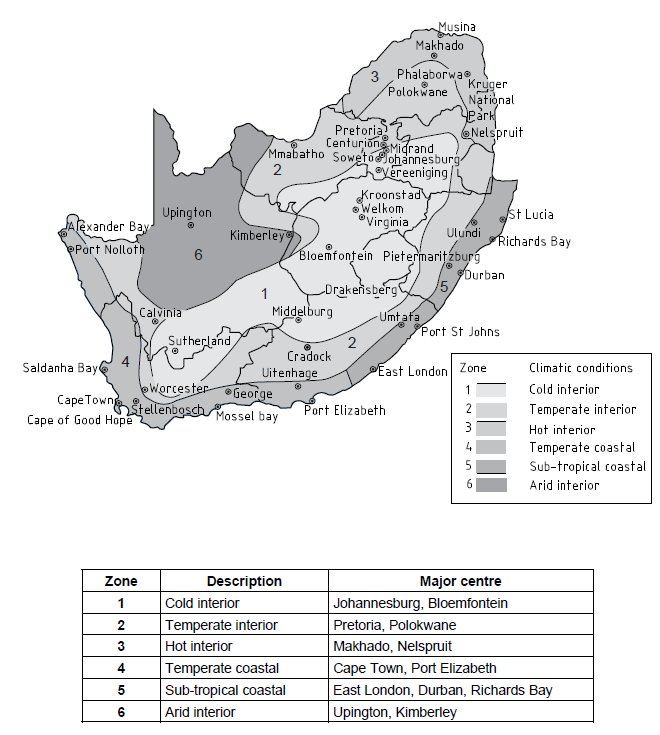 Musina
Makhado
3
Phalaborwa
Polokwane
Kruger
National
Park
Pretoria
Nelspruit
Centurion
Mmabatho
Migrand
Soweto
Johannesburg
2
Vereeniging
Kroonstad
Upington
Welkom
St Lucia
Alexander Bay
Virginia
Ulundi
Kimberley
Richards Bay
Port Nolloth
6
Bloemfontein
Pietermaritzburg
Durban
5
Drakensberg
1
Calvinia
Middelburg
Umtata
Port St Johns
Sutherland
2
Cradock
4
Saldanha Bay
Uitenhage
East London
Worcester
George
Cape Town
Stellenbosch
Port Elizabeth
Cape of Good Hope
Mossel bay
Zone Climatic conditions
1 Cold interior
2 Temperate interior
3 Hot interior
4 Temperate coastal
5 Sub-tropical coastal
6 Arid interior
Zone Description Major centre
1 Cold interior Johannesburg, Bloemfontein
2 Temperate interior Pretoria, Polokwane
3 Hot interior Makhado, Nelspruit
4 Temperate coastal Cape Town, Port Elizabeth
5 Sub-tropical coastal East London, Durban, Richards Bay
6 Arid interior Upington, Kimberley